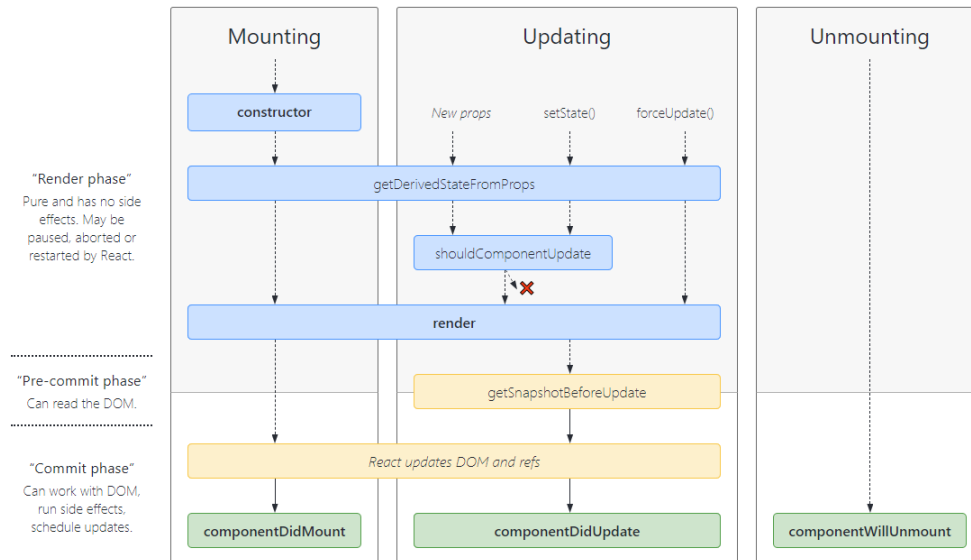 Mounting
Updating
Unmounting
constructor
New props
setState()
forceUpdate()
“Render phase”
Pure and has no side
effects. May be
paused, aborted or
restarted by React.
getDerivedStateFromProps
shouldComponentUpdate
render
“Pre-commit phase”
Can read the DOM.
getSnapshotBeforeUpdate
“Commit phase”
Can work with DOM,
run side effects,
schedule updates.
React updates DOM and refs
componentDidMount
componentDidUpdate
componentWillUnmount